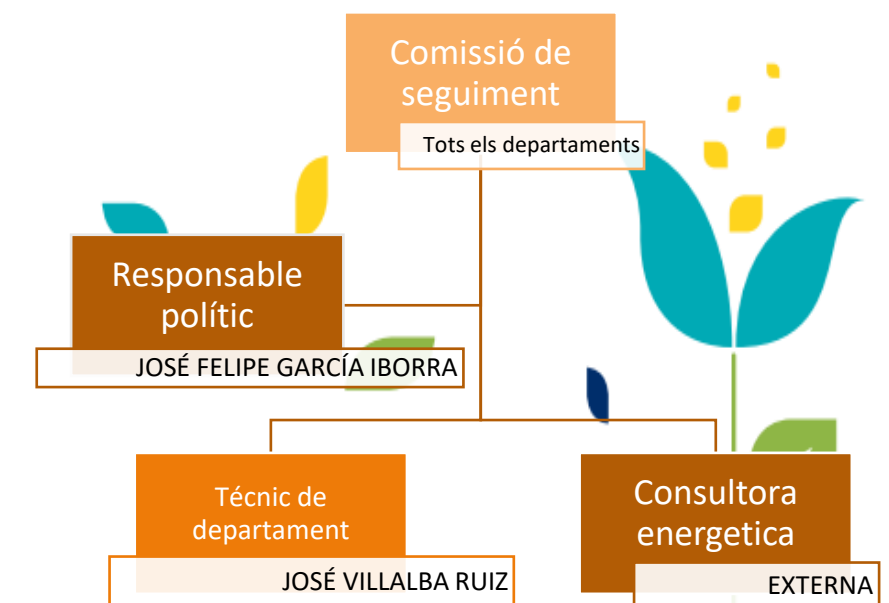 Comissió de
seguiment
Tots els departaments
Responsable
polític
JOSÉ FELIPE GARCÍA IBORRA
Técnic de
departament
JOSÉ VILLALBA RUIZ
Consultora
energetica
EXTERNA